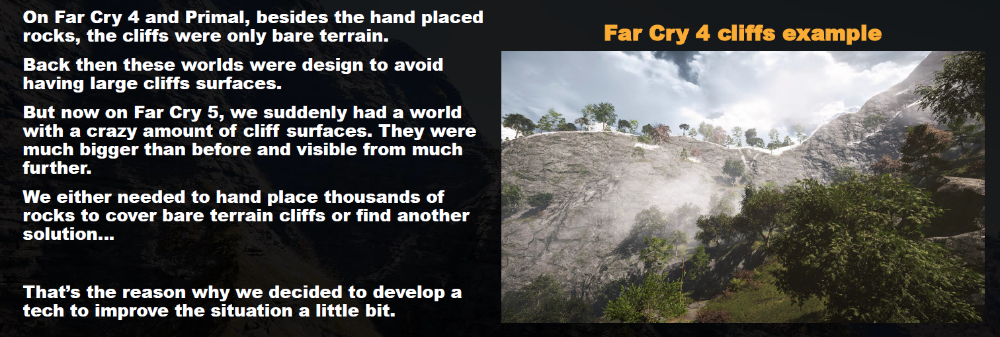 On Far Cry 4 and Primal, besides the hand placed
rocks, the cliffs were only bare terrain.
Back then these worlds were design to avoid
having large cliffs surfaces.
But now on Far Cry 5, we suddenly had a world
with a crazy amount of cliff surfaces. They were
much bigger than before and visible from much
further.
We either needed to hand place thousands of
rocks to cover bare terrain cliffs or find another
solution...
That’s the reason why we decided to develop a
tech to improve the situation a little bit.
Far Cry 4 cliffs example